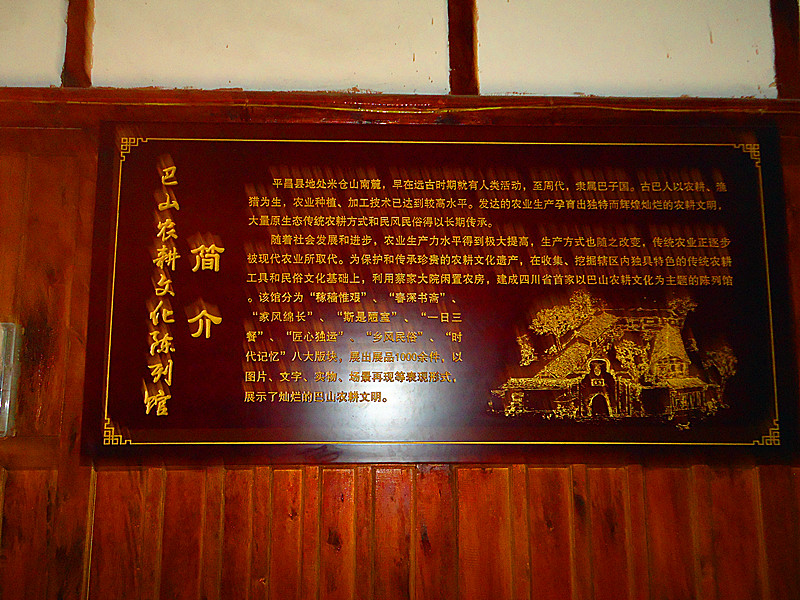 巴山农耕文化陈列馆
简介
平昌县地处米仓山南麓，早在远古时期就有人类活动，至周代，隶属巴子国。古巴人以农耕、渔
猎为生，农业种植、加工技术已达到较高水平。发达的农业生产孕育出独特而辉煌灿烂的农耕文明，
大量原生态传统农耕方式和民风民俗得以长期传承。
随着社会发展和进步，农业生产力水平得到极大提高，生产方式也随之改变，传统农业正逐步
被现代农业所取代。为保护和传承珍贵的农耕文化遗产，在收集、挖掘辖区内独具特色的传统农耕
工具和民俗文化基础上，利用蔡家大院闲置农房，建成四川省首家以巴山农耕文化为主题的陈列馆
。该馆分为“稼穑惟艰”、“春深书斋”、
“家风绵长”、“斯是陋室”、“一日三
餐”、“匠心独运”、“乡风民俗”、“时
代记忆”八大版块，展出展品1000余件，以
图片、文字、实物、场景再现等表现形式，
展示了灿烂的巴山农耕文明。